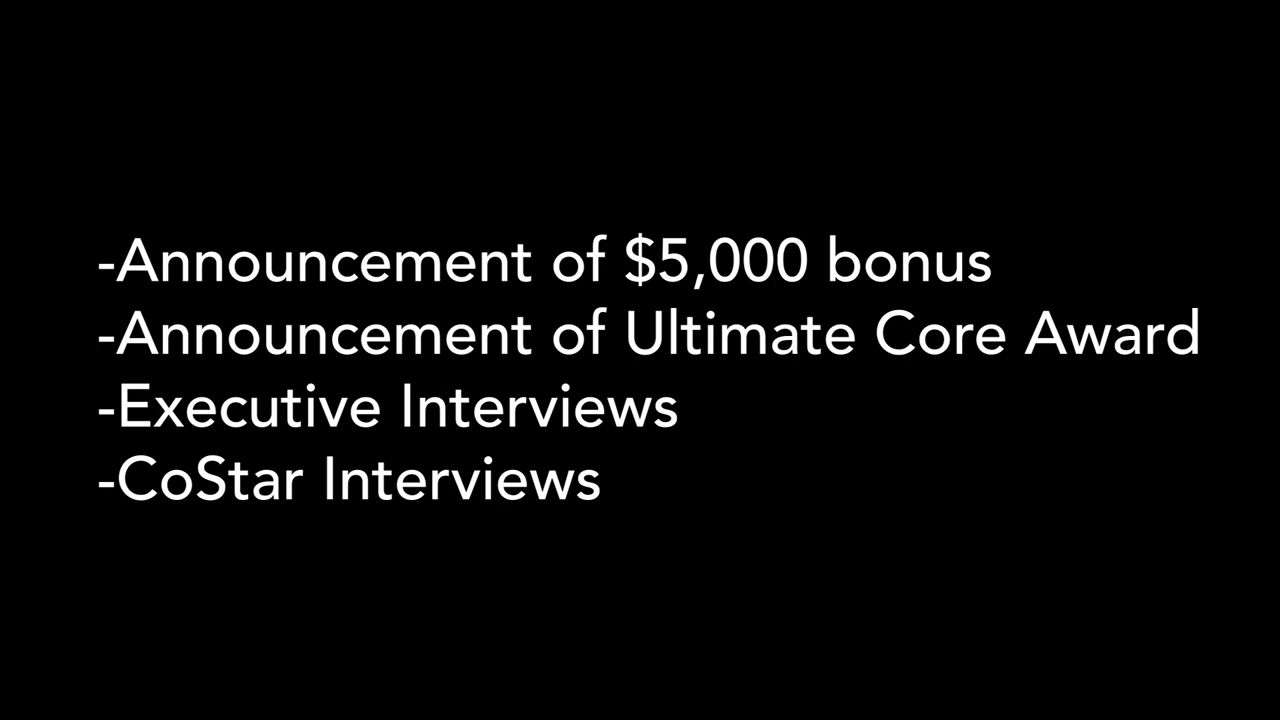 -Announcement of $5,000 bonus
-Announcement of Ultimate Core Award
-Executive Interviews
-CoStar Interviews